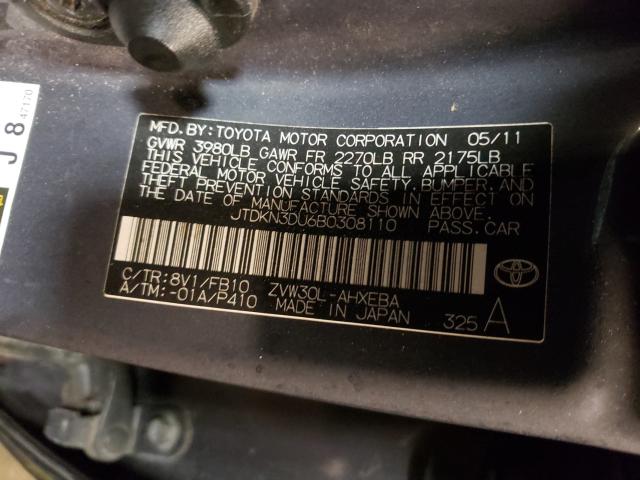 J 8 47170
MFD. BY: TOYOTA MOTOR CORPORATION 05/11
GVWR 3980LB GAWR FR 2270LB RR 2175LB
THIS VEHICLE CONFORMS TO ALL APPLICABLE
FEDERAL MOTOR VEHICLE SAFETY, BUMPER, AND
THEFT PREVENTION STANDARDS IN EFFECT ON
THE DATE OF MANUFACTURE SHOWN ABOVE.
JTDKN3DU6B0308110 PASS. CAR
C/TR: 8V1/FB10 ZVW30L-AHXEBA
A/TM: -01A/P410 MADE IN JAPAN 325 A